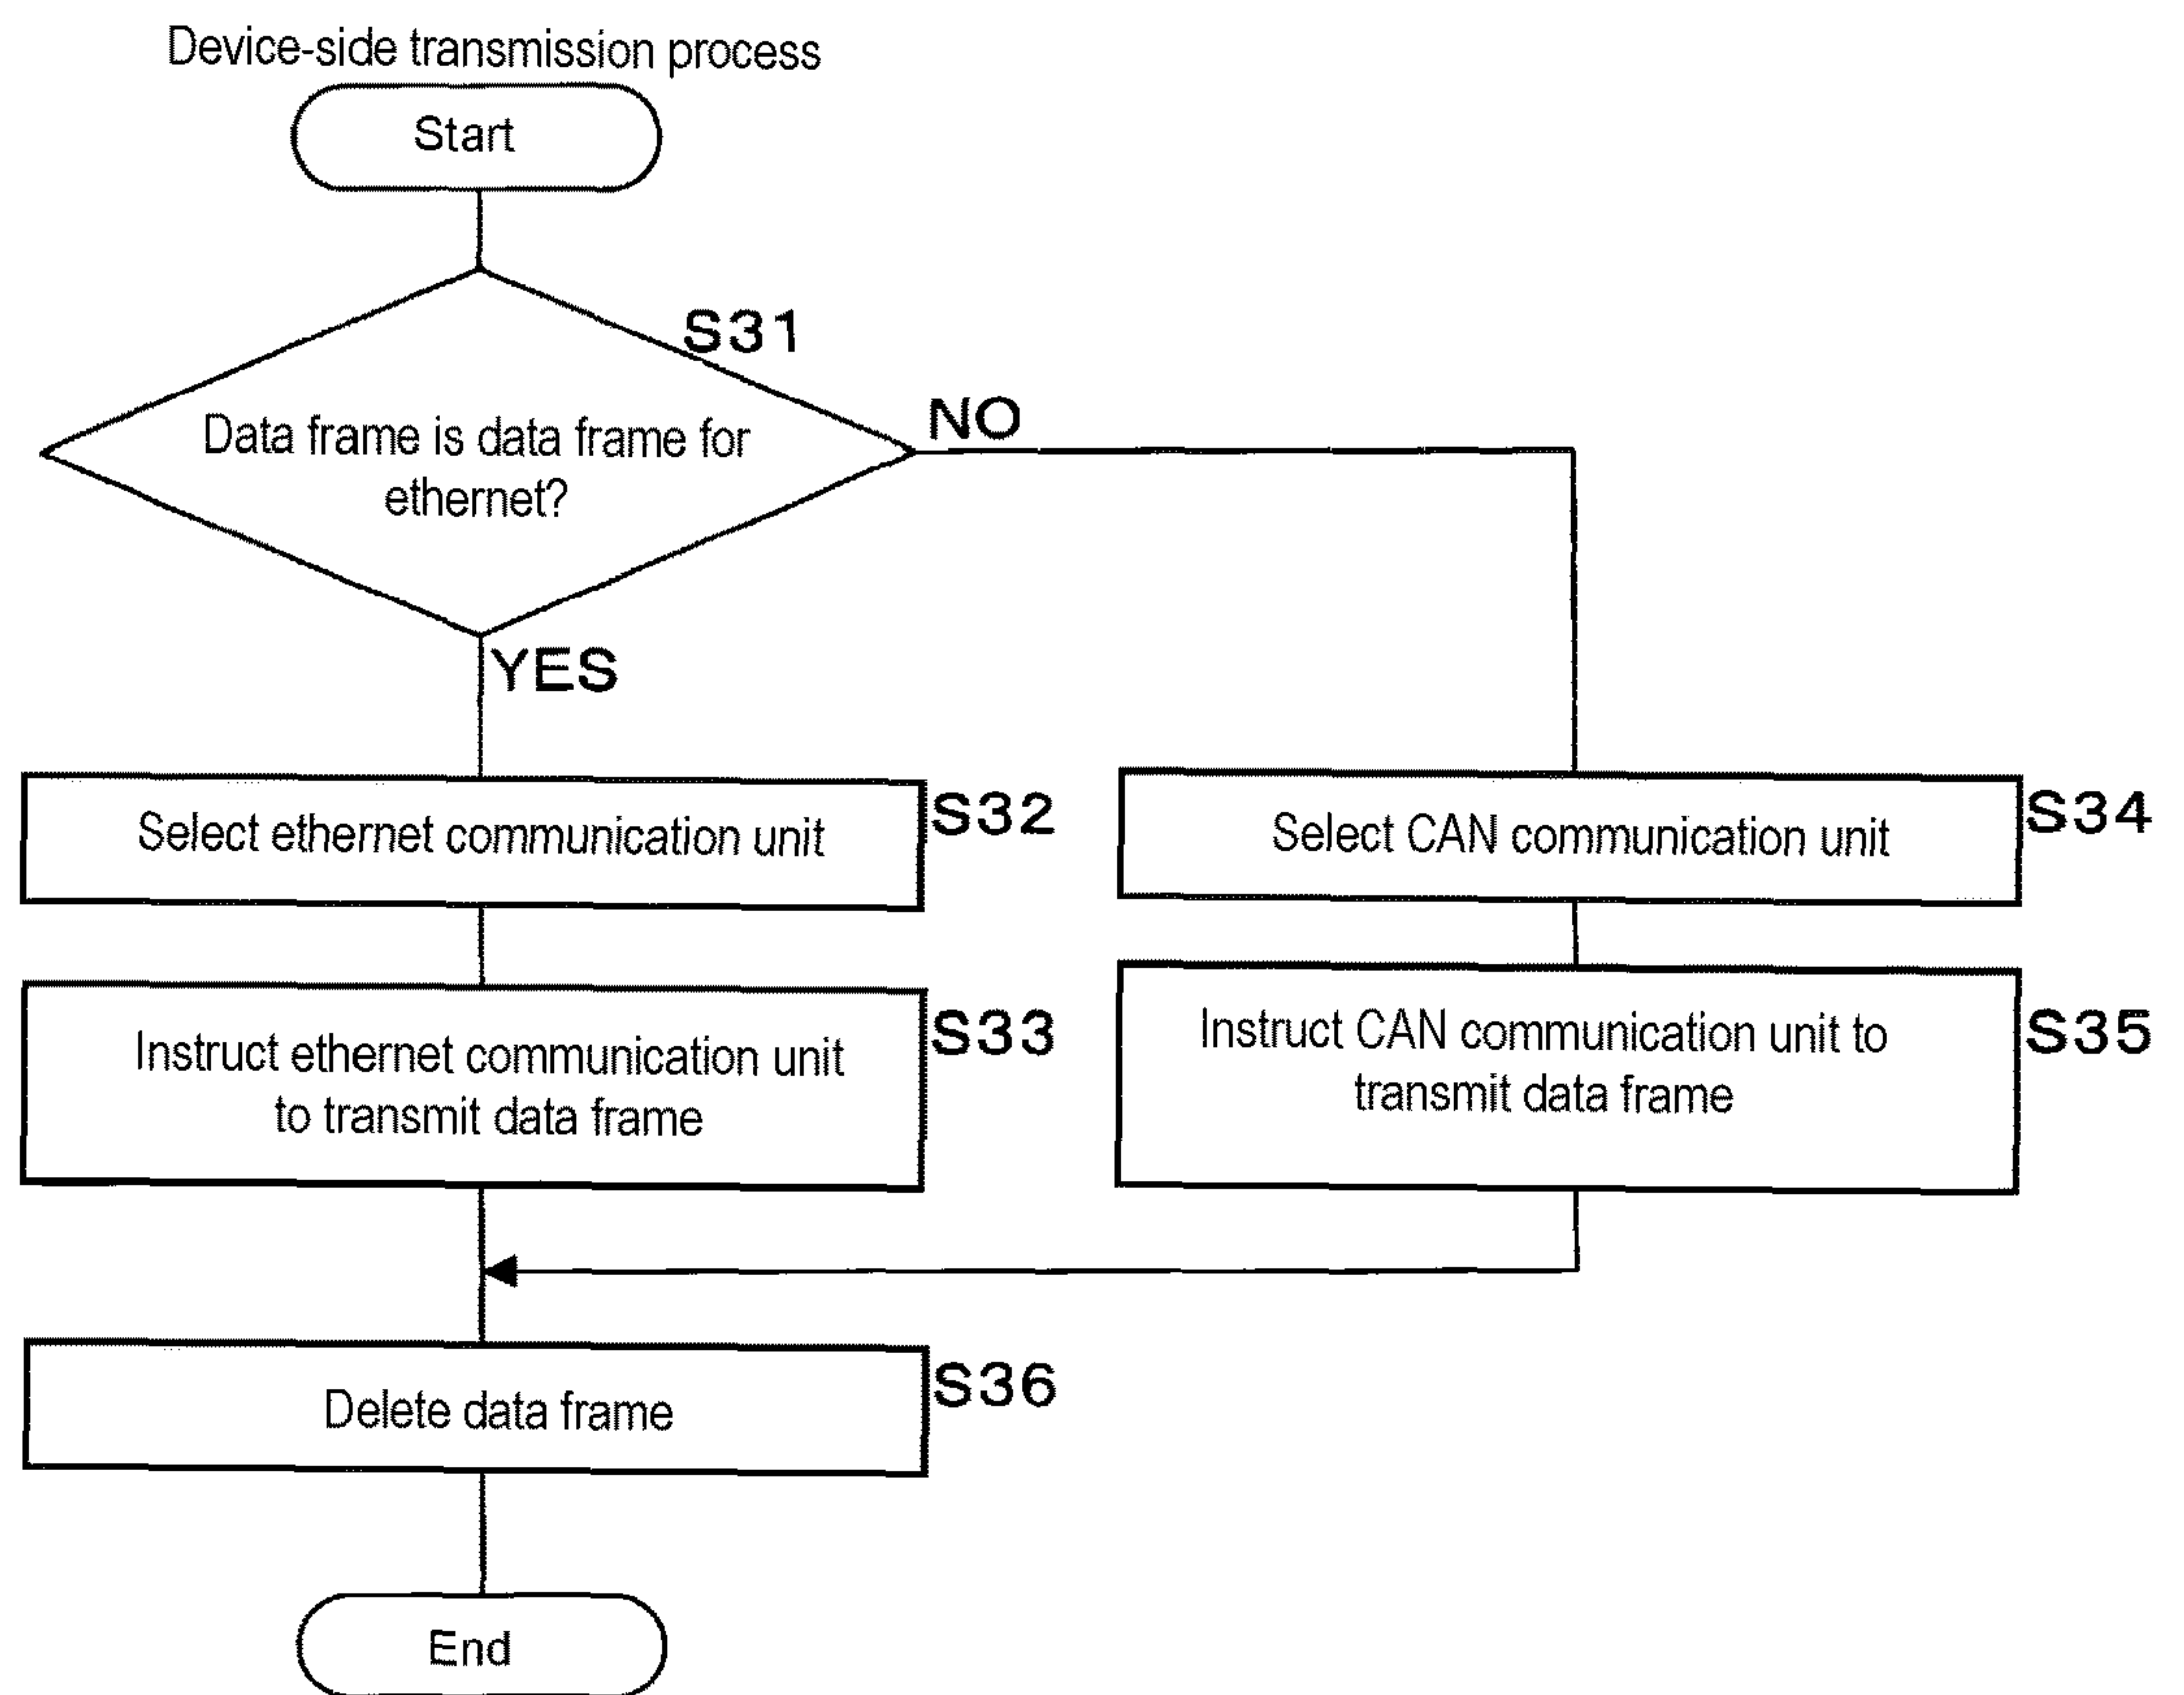 Device-side transmission process
Start
S31
Data frame is data frame for
ethernet?
NO
YES
Select ethernet communication unit
S32
Select CAN communication unit
S34
Instruct ethernet communication unit
to transmit data frame
S33
Instruct CAN communication unit to
transmit data frame
S35
Delete data frame
S36
End